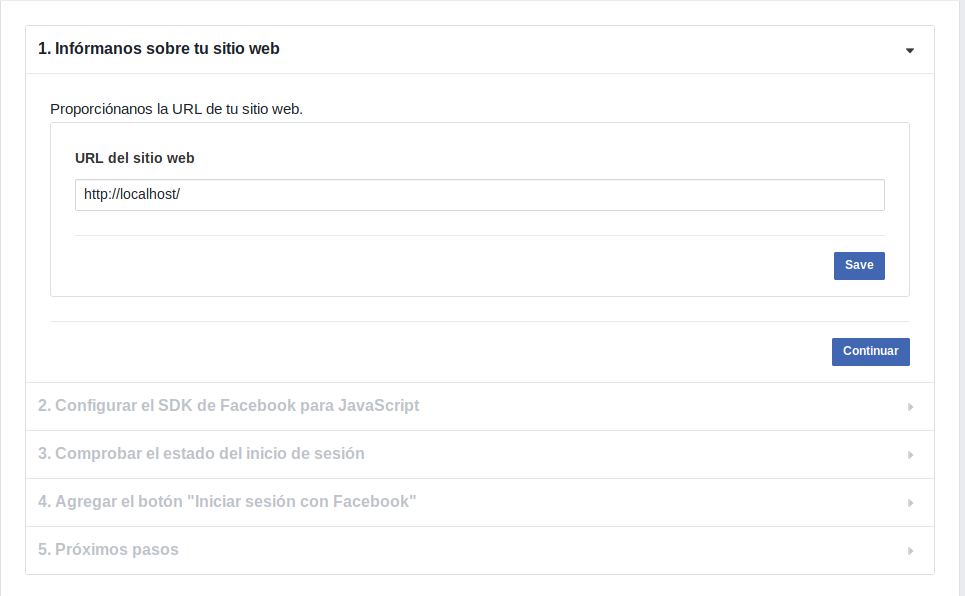 1. Infórmanos sobre tu sitio web
Proporciónanos la URL de tu sitio web.
URL del sitio web
http://localhost/
Save
Continuar
2. Configurar el SDK de Facebook para JavaScript
3. Comprobar el estado del inicio de sesión
4. Agregar el botón "Iniciar sesión con Facebook"
5. Próximos pasos